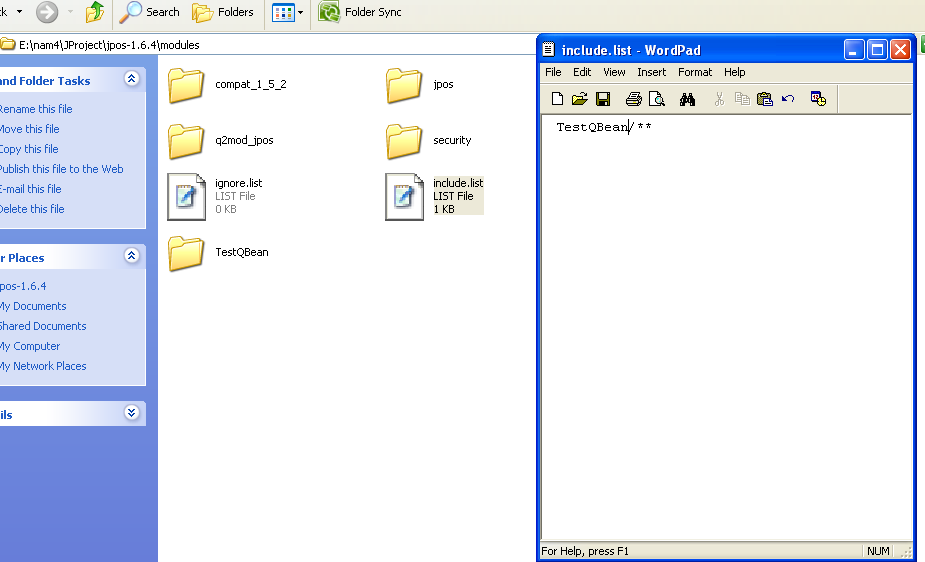 k
Search
Folders
Folder Sync
E:\nam4\JProject\jpos-1.6.4\modules
and Folder Tasks
Rename this file
Move this file
Copy this file
Publish this file to the Web
E-mail this file
Delete this file
r Places
pos-1.6.4
My Documents
Shared Documents
My Computer
My Network Places
ils
compat_1_5_2
jpos
q2mod_jpos
security
ignore.list
LIST File
0 KB
include.list
LIST File
1 KB
TestQBean
include.list - WordPad
File Edit View Insert Format Help
TestQBean/**
For Help, press F1
NUM